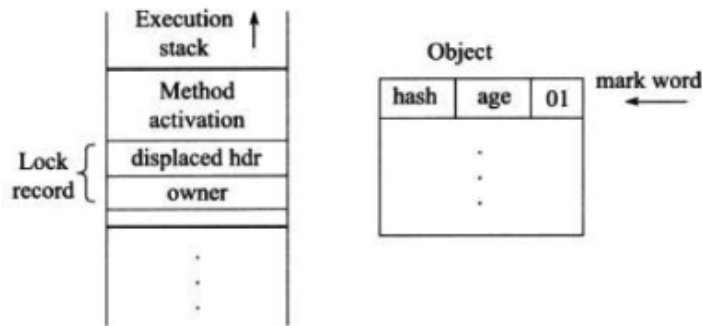 Execution
stack
Method
activation
Lock
record
displaced hdr
owner
Object
hash age 01
mark word